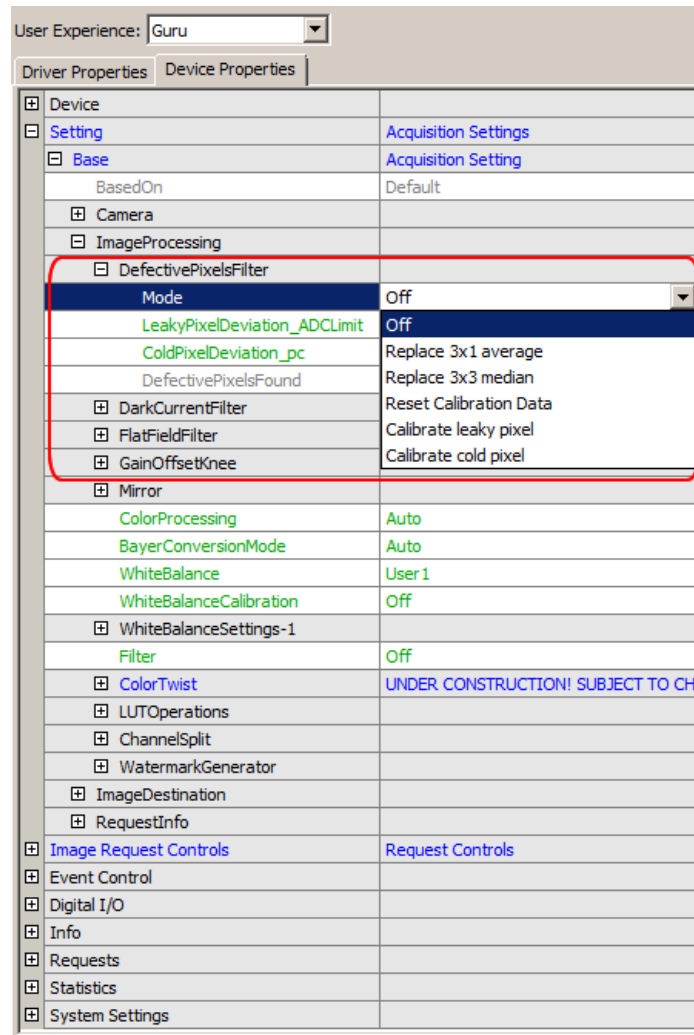 User Experience: Guru
Driver Properties Device Properties
Device
Setting Acquisition Settings
Base Acquisition Setting
BasedOn Default
Camera
ImageProcessing
DefectivePixelsFilter
Mode Off
LeakyPixelDeviation_ADCLimit Off
ColdPixelDeviation_pc Replace 3x1 average
DefectivePixelsFound Replace 3x3 median
DarkCurrentFilter Reset Calibration Data
FlatFieldFilter Calibrate leaky pixel
GainOffsetKnee Calibrate cold pixel
Mirror
ColorProcessing Auto
BayerConversionMode Auto
WhiteBalance User1
WhiteBalanceCalibration Off
WhiteBalanceSettings-1
Filter Off
ColorTwist UNDER CONSTRUCTION! SUBJECT TO CH
LUTOperations
ChannelSplit
WatermarkGenerator
ImageDestination
RequestInfo
Image Request Controls Request Controls
Event Control
Digital I/O
Info
Requests
Statistics
System Settings